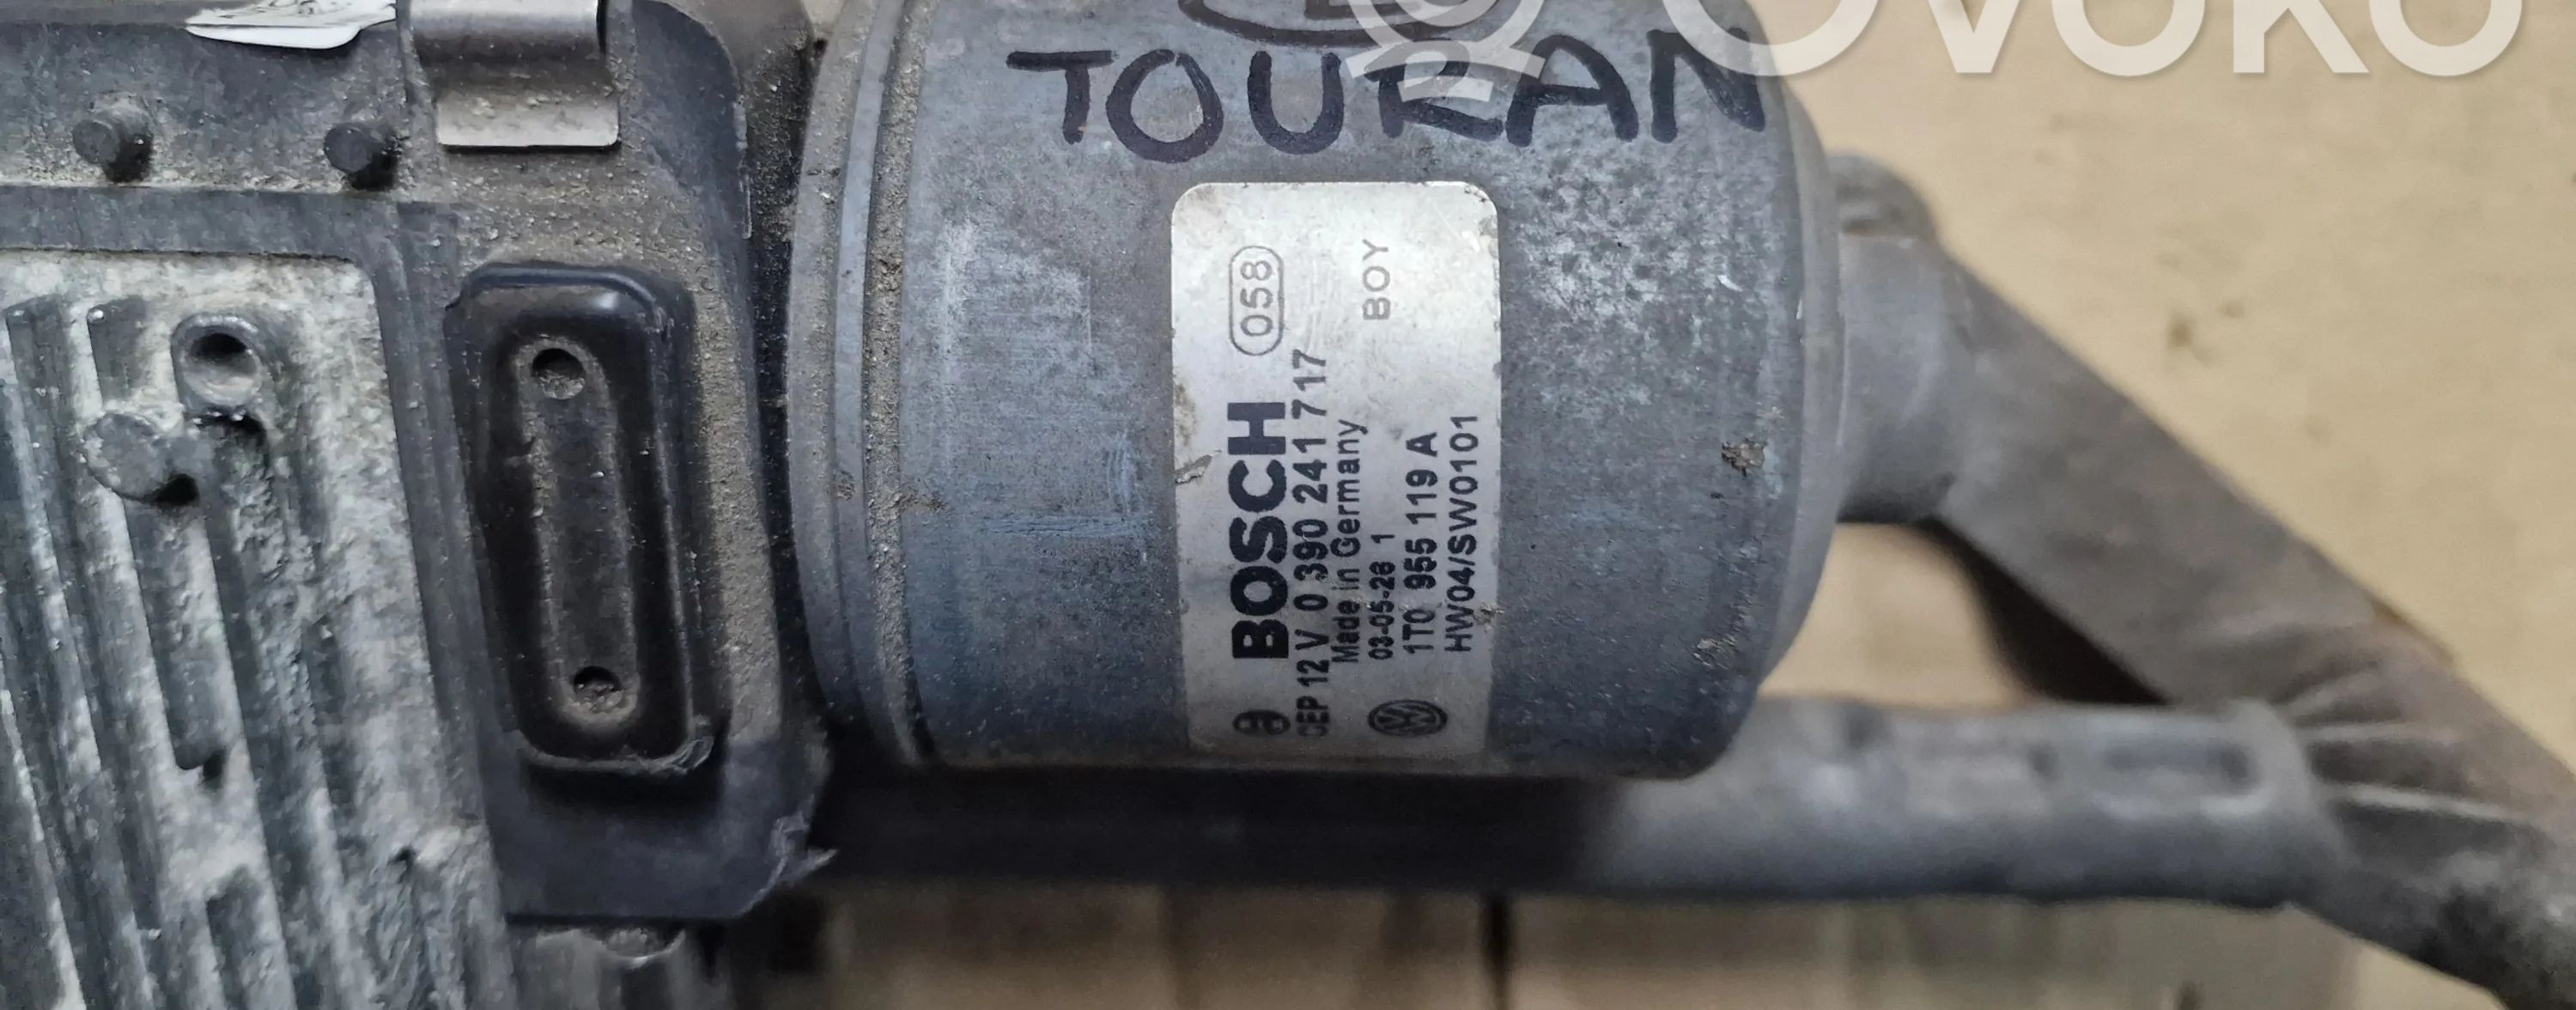 OVOKO
TOURAN
BOSCH
058
CEP 12 V 0 390 241 717
Made in Germany
03-05-26 1
BOY
1T0 955 119 A
HW04/SW0101